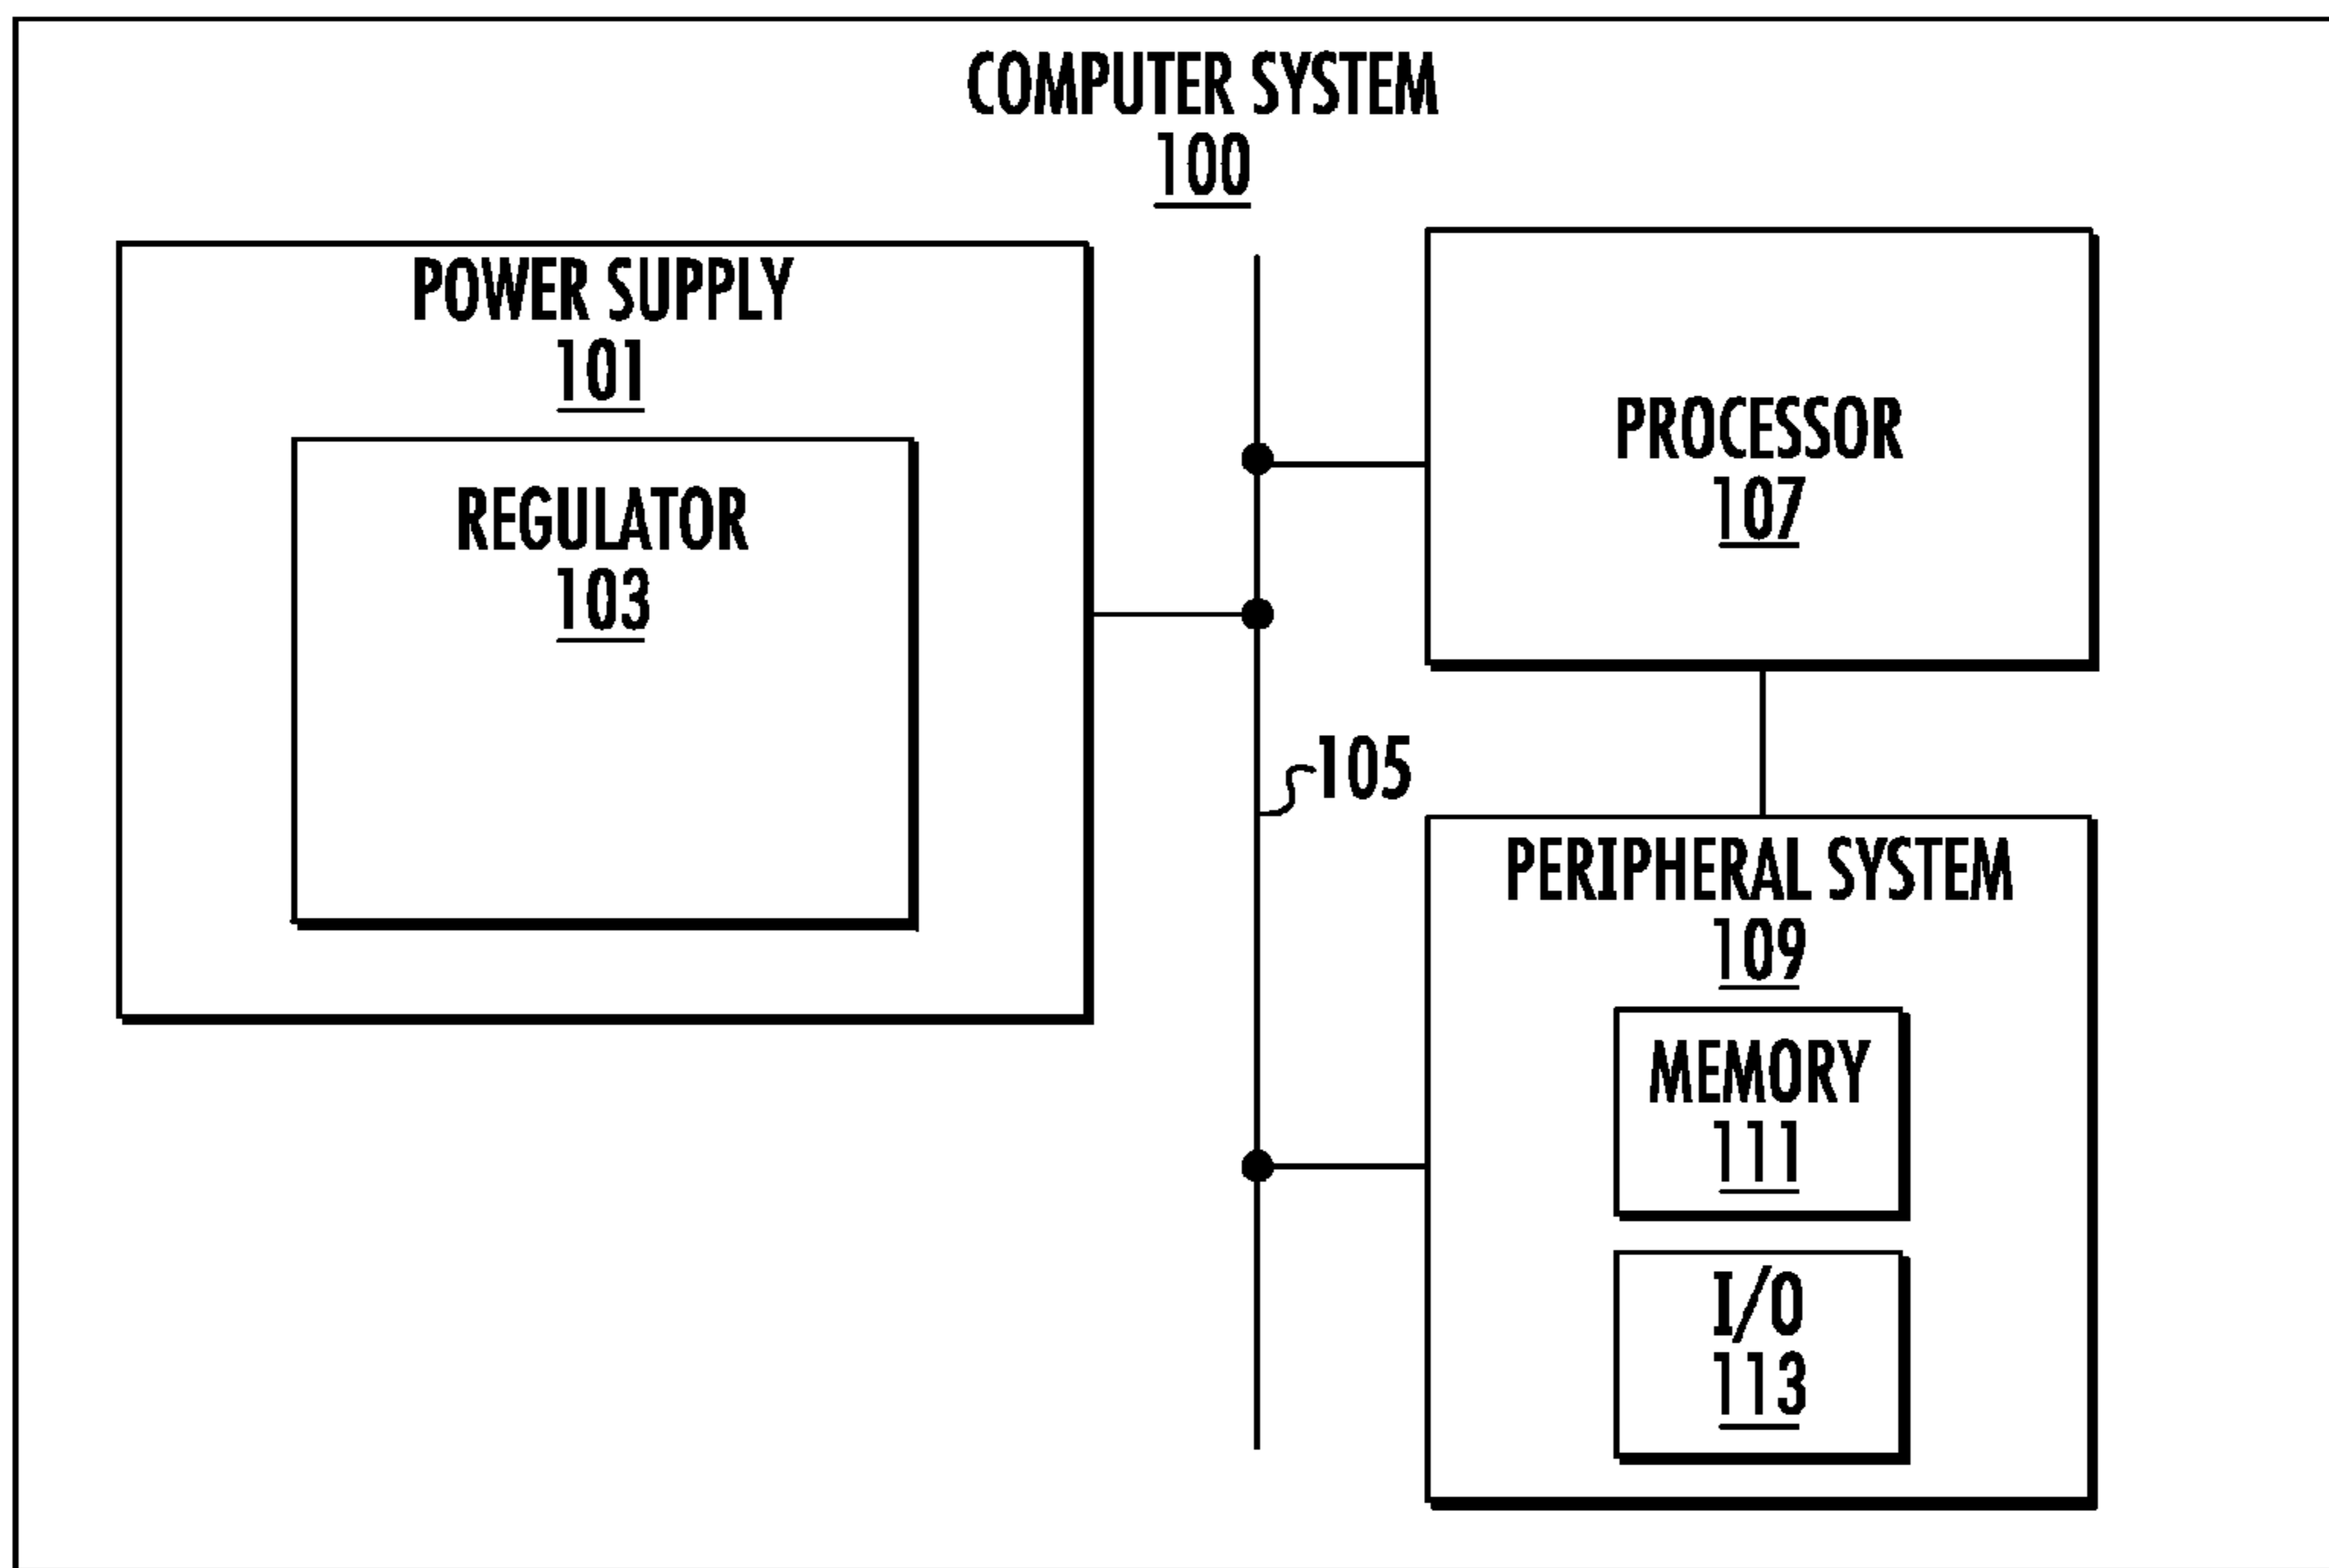 COMPUTER SYSTEM
100
POWER SUPPLY
101
REGULATOR
103
PROCESSOR
107
105
PERIPHERAL SYSTEM
109
MEMORY
111
I/O
113